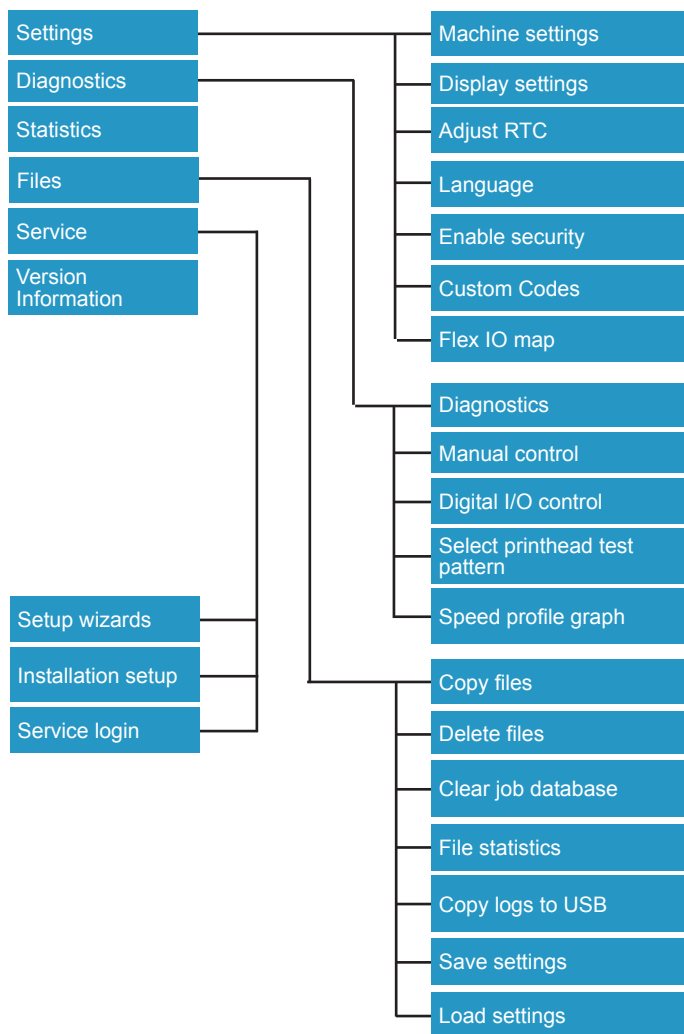 Settings
Diagnostics
Statistics
Files
Service
Version
Information
Setup wizards
Installation setup
Service login
Machine settings
Display settings
Adjust RTC
Language
Enable security
Custom Codes
Flex IO map
Diagnostics
Manual control
Digital I/O control
Select printhead test
pattern
Speed profile graph
Copy files
Delete files
Clear job database
File statistics
Copy logs to USB
Save settings
Load settings